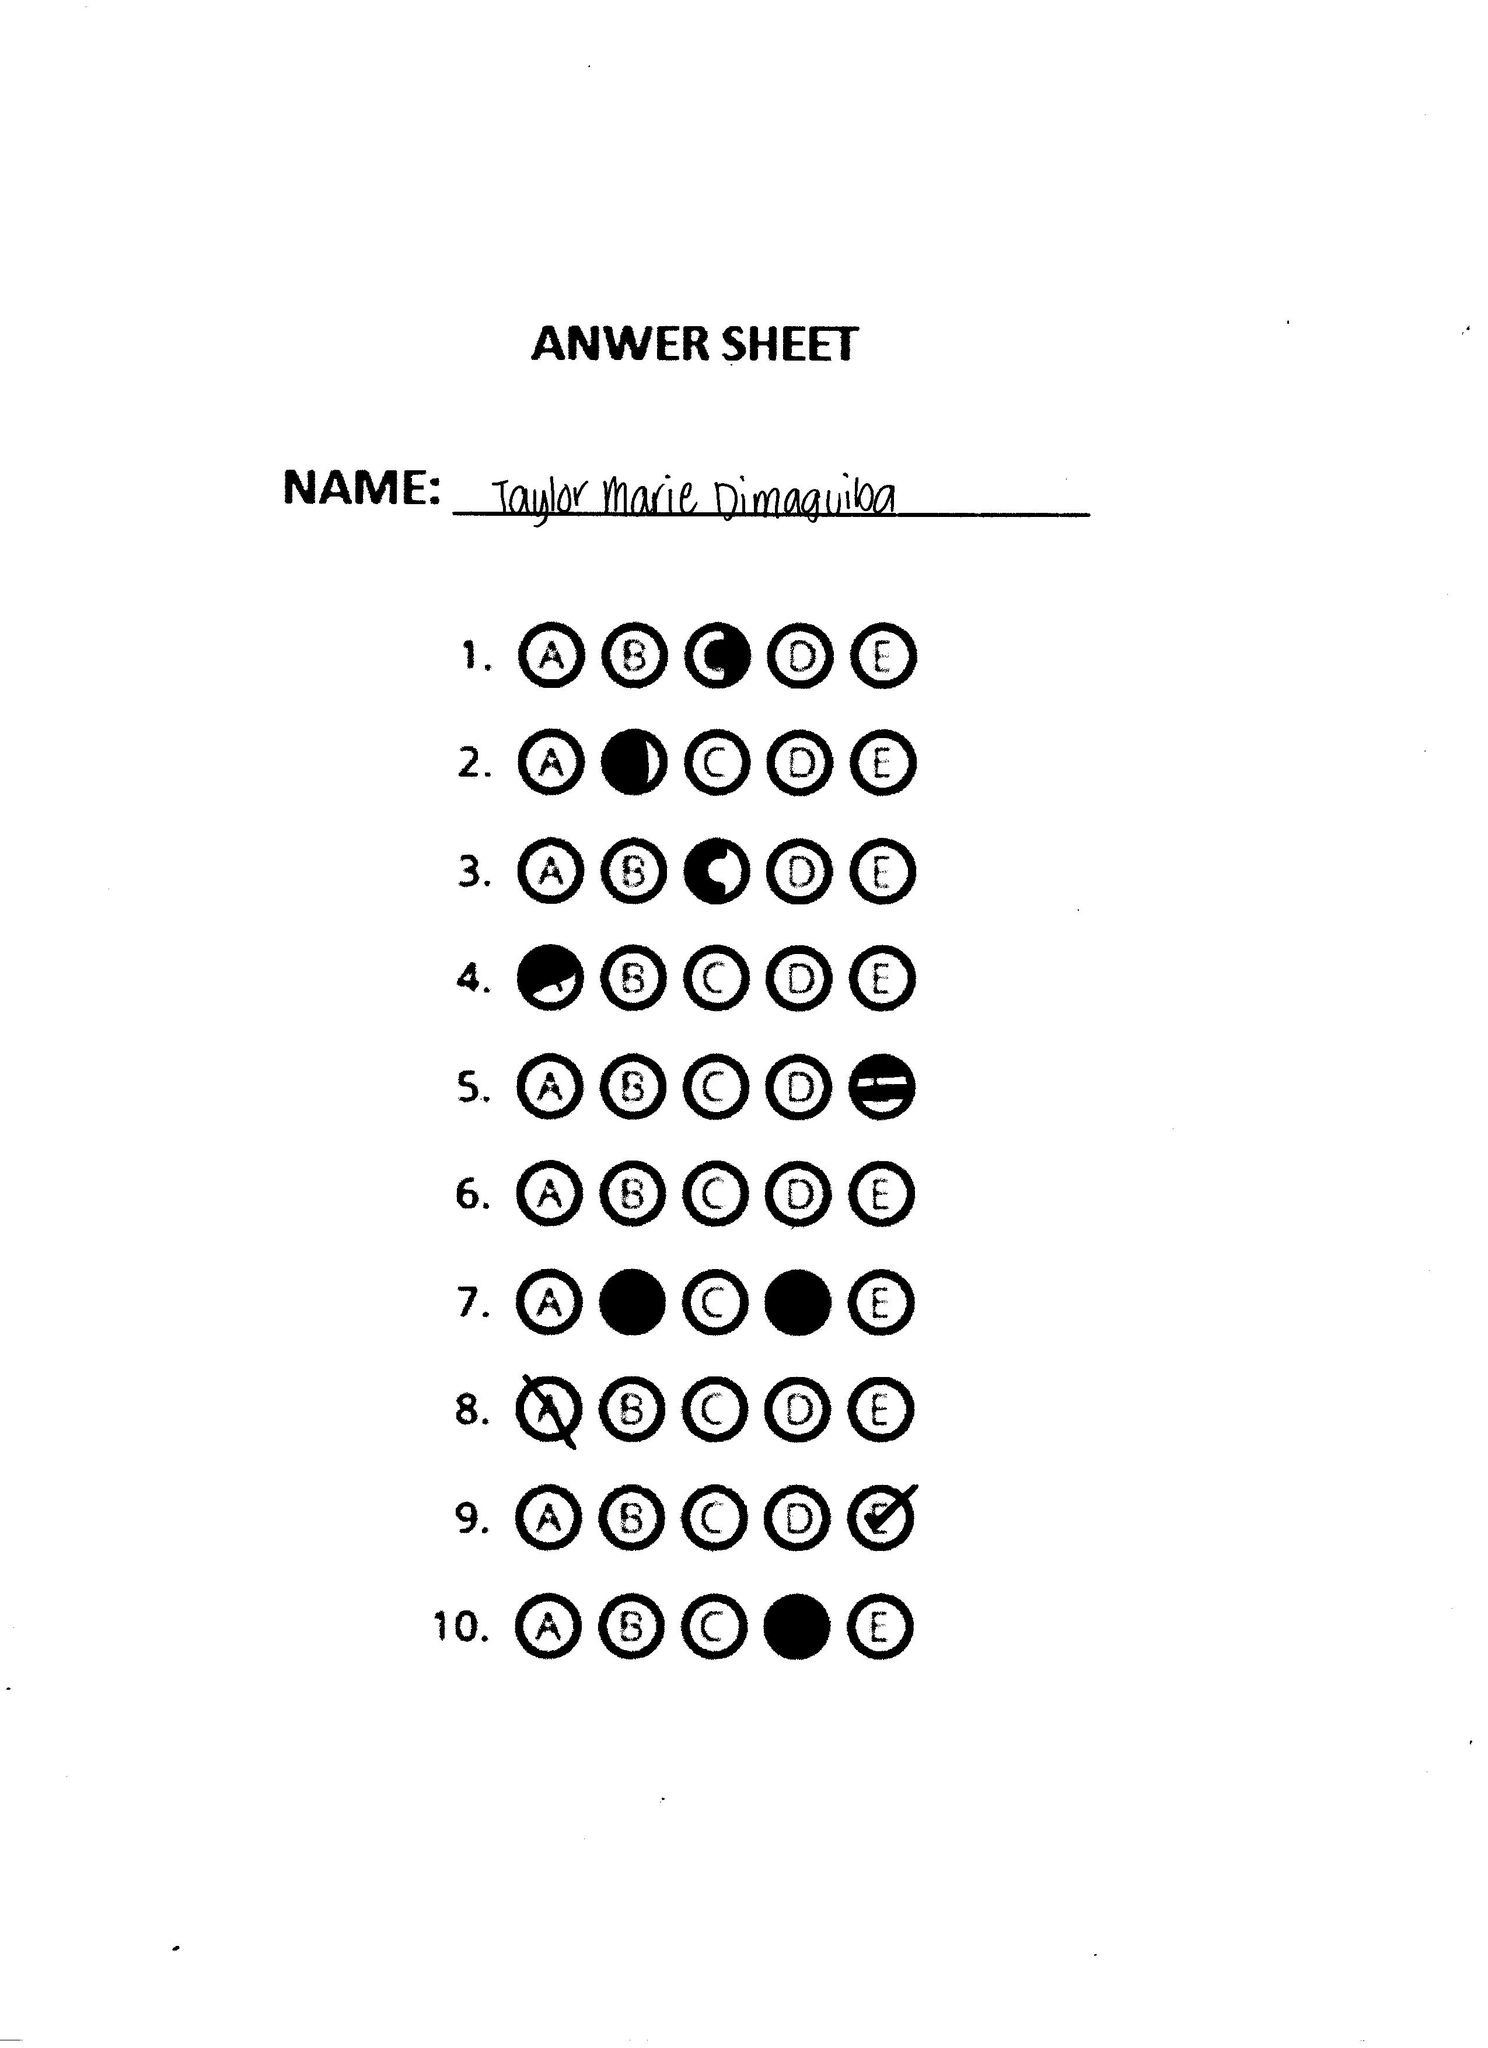 ANWER SHEET
NAME: Taylor Marie Dimaguiba
1. A B C D E
2. A C D E
3. A B C D E
4. B C D E
5. A B C D E
6. A B C D E
7. A C E
8. A B C D E
9. A B C D E
10. A B C E